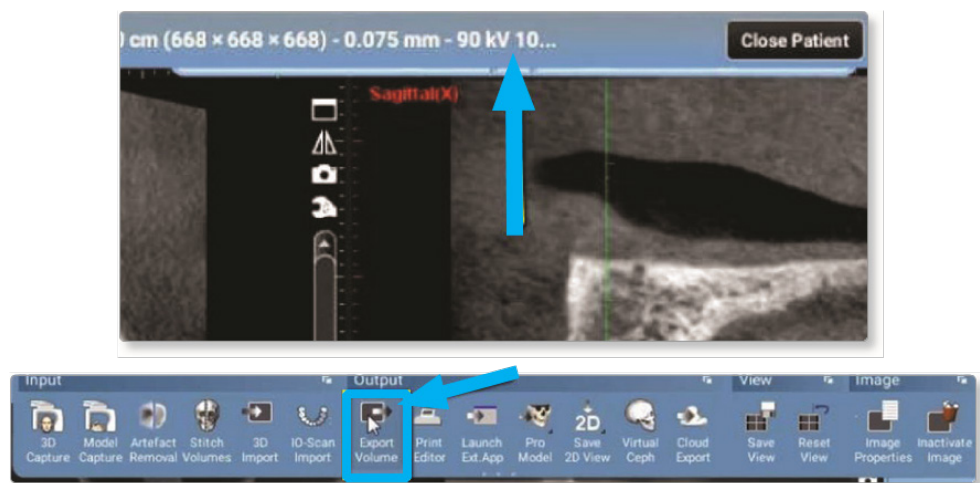 ) cm (668 × 668 × 668) - 0.075 mm - 90 kV 10...
Close Patient
Sagittal(X)
Input
Output
View
Image
3D Capture
Model Capture
Artefact Removal
Stitch Volumes
3D Import
IO-Scan Import
Export Volume
Print Editor
Launch Ext.App
Pro Model
2D
Save 2D View
Virtual Ceph
Cloud Export
Save View
Reset View
Image Properties
Inactivate Image